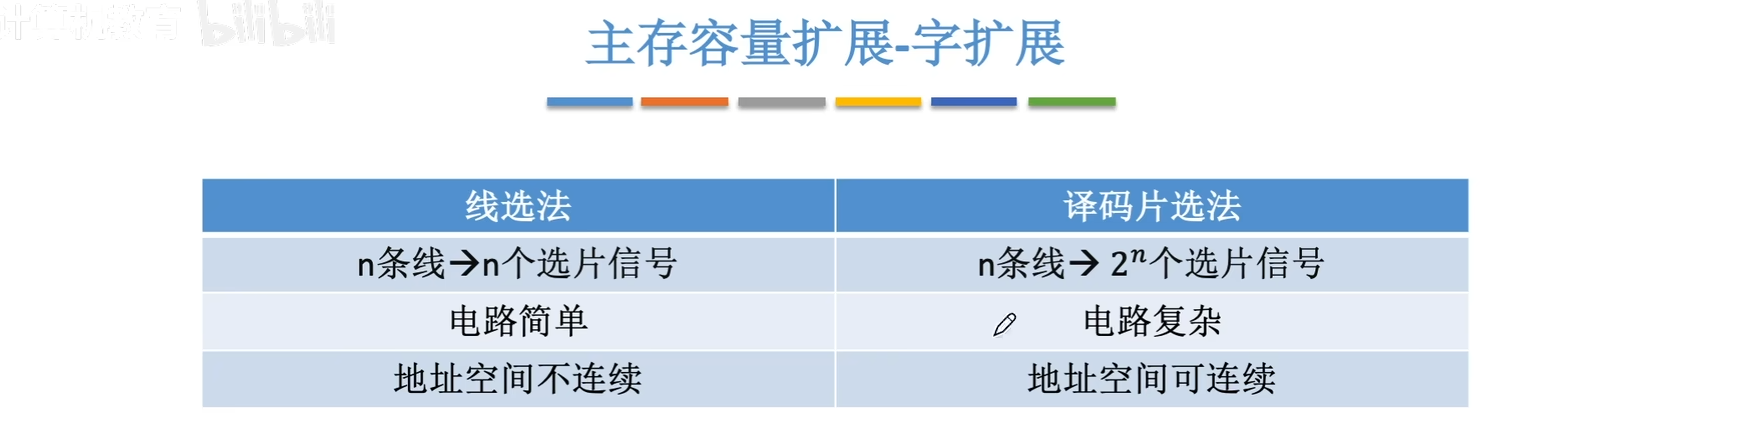 计算机教育 bilibili
主存容量扩展-字扩展
线选法 译码片选法
n条线→n个选片信号 n条线→ 2ⁿ个选片信号
电路简单 电路复杂
地址空间不连续 地址空间可连续